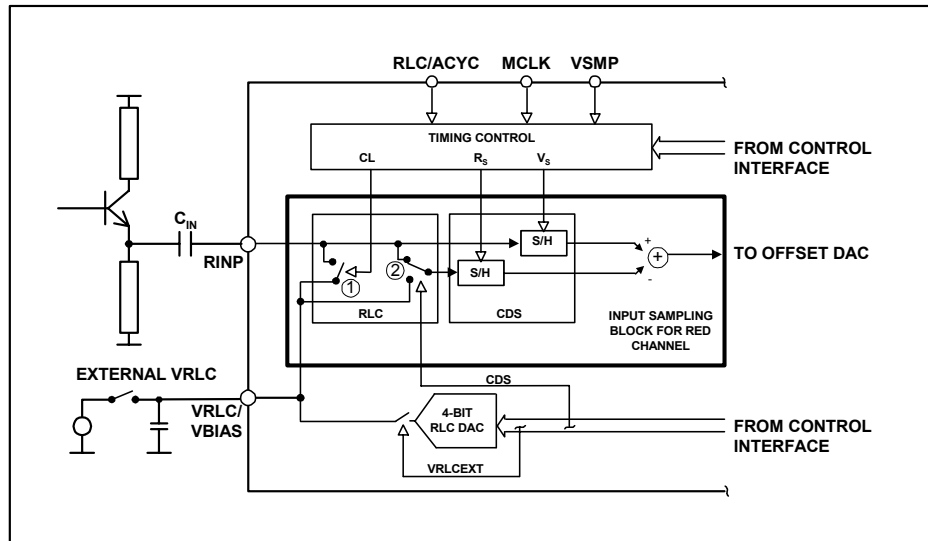 RLC/ACYC MCLK VSMP
TIMING CONTROL
CL RS VS
FROM CONTROL
INTERFACE
CIN
RINP
S/H
S/H
+
+
-
TO OFFSET DAC
1
2
RLC
CDS
INPUT SAMPLING
BLOCK FOR RED
CHANNEL
EXTERNAL VRLC
VRLC/
VBIAS
CDS
4-BIT
RLC DAC
VRLCEXT
FROM CONTROL
INTERFACE